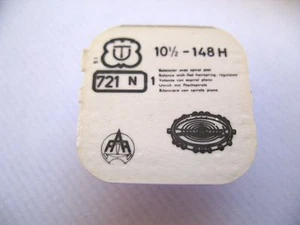 10½ - 148 H
721 N 1
Balancier avec spiral plat
Balance with flat hairspring, regulated
Volante con espiral plano
Unruh mit Flachspirale
Bilanciere con spirale piana